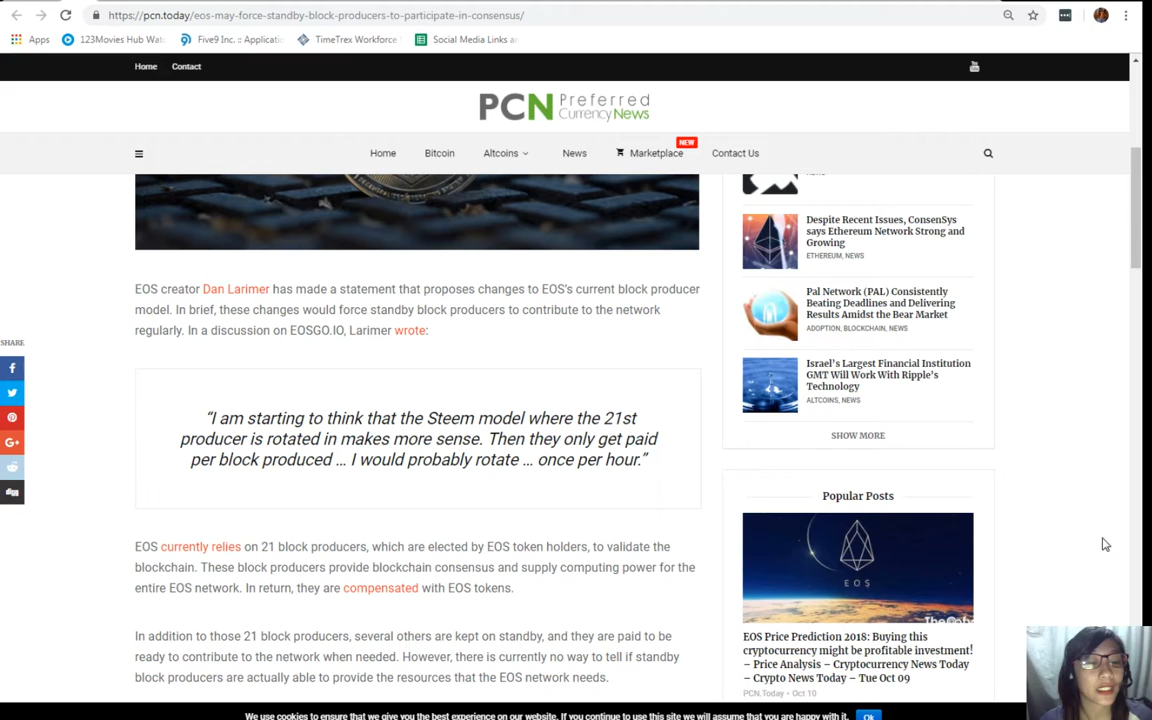 https://pcn.today/eos-may-force-standby-block-producers-to-participate-in-consensus/
Apps
123Movies Hub Wat
Five9 Inc. :: Applicati
TimeTrex Workforce
Social Media Links a
Home
Contact
PCN Preferred
Currency News
NEW
Home
Bitcoin
Altcoins
News
Marketplace
Contact Us
NEWS
Despite Recent Issues, ConsenSys
says Ethereum Network Strong and
Growing
ETHEREUM, NEWS
Pal Network (PAL) Consistently
Beating Deadlines and Delivering
Results Amidst the Bear Market
ADOPTION, BLOCKCHAIN, NEWS
Israel's Largest Financial Institution
GMT Will Work With Ripple's
Technology
ALTCOINS, NEWS
SHOW MORE
SHARE
EOS creator Dan Larimer has made a statement that proposes changes to EOS's current block producer
model. In brief, these changes would force standby block producers to contribute to the network
regularly. In a discussion on EOSGO.IO, Larimer wrote:
“I am starting to think that the Steem model where the 21st
producer is rotated in makes more sense. Then they only get paid
per block produced … I would probably rotate … once per hour.”
EOS currently relies on 21 block producers, which are elected by EOS token holders, to validate the
blockchain. These block producers provide blockchain consensus and supply computing power for the
entire EOS network. In return, they are compensated with EOS tokens.
In addition to those 21 block producers, several others are kept on standby, and they are paid to be
ready to contribute to the network when needed. However, there is currently no way to tell if standby
block producers are actually able to provide the resources that the EOS network needs.
Popular Posts
EOS
EOS Price Prediction 2018: Buying this
cryptocurrency might be profitable investment!
– Price Analysis – Cryptocurrency News Today
– Crypto News Today – Tue Oct 09
PCN.Today - Oct 10
We use cookies to ensure that we give you the best experience on our website. If you continue to use this site we will assume that you are happy with it.
Ok